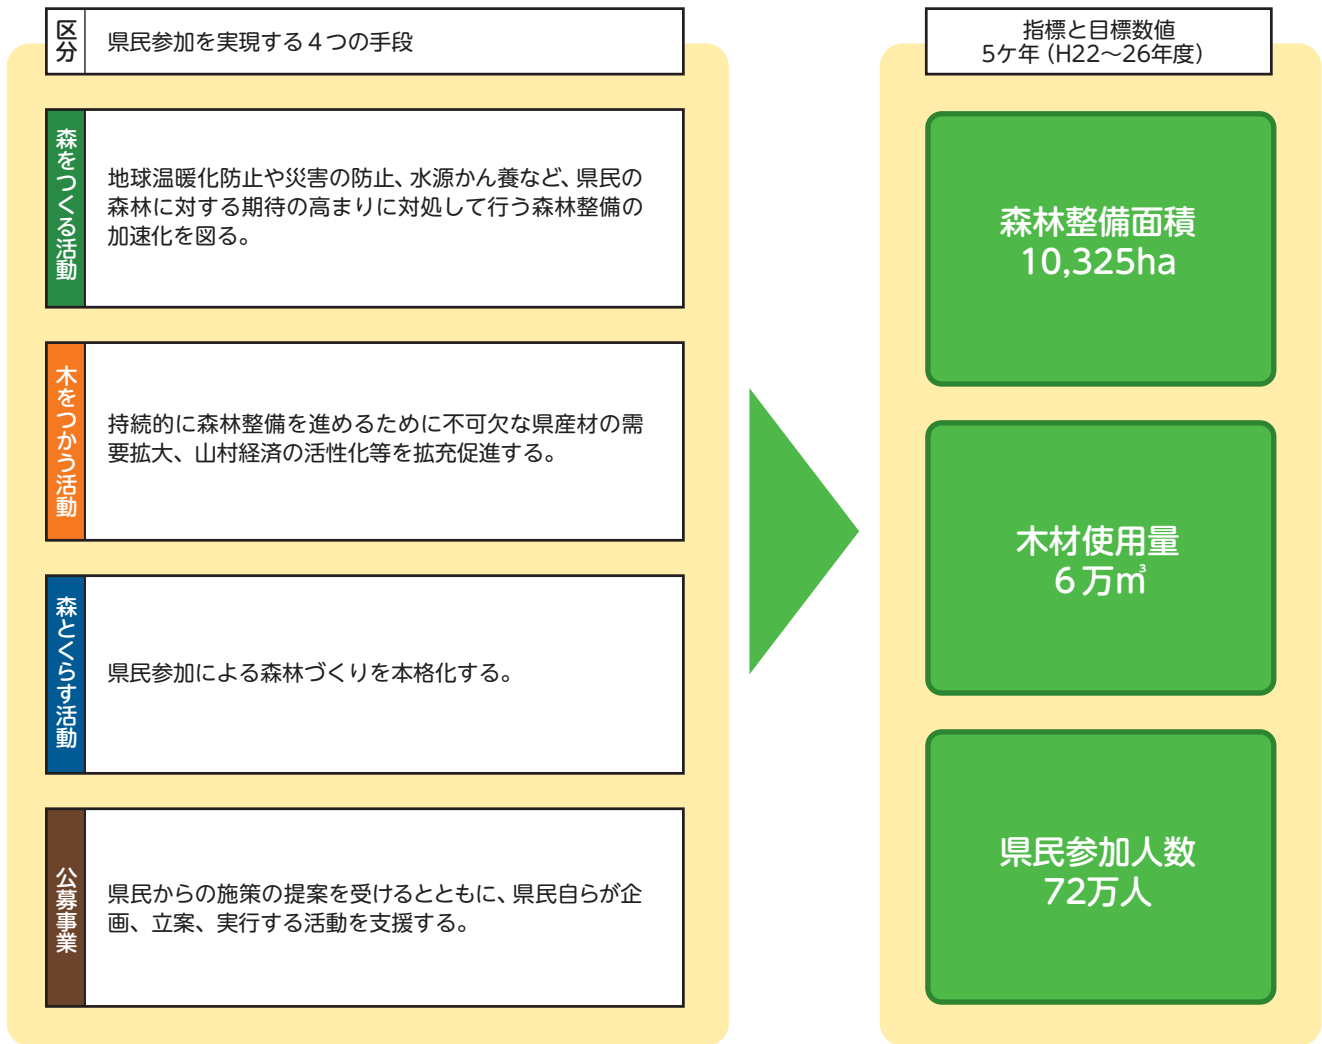 区分
県民参加を実現する４つの手段
森をつくる活動
地球温暖化防止や災害の防止、水源かん養など、県民の
森林に対する期待の高まりに対処して行う森林整備の
加速化を図る。
木をつかう活動
持続的に森林整備を進めるために不可欠な県産材の需
要拡大、山村経済の活性化等を拡充促進する。
森とくらす活動
県民参加による森林づくりを本格化する。
公募事業
県民からの施策の提案を受けるとともに、県民自らが企
画、立案、実行する活動を支援する。
指標と目標数値
5ケ年（H22～26年度）
森林整備面積
10,325ha
木材使用量
６万㎥
県民参加人数
72万人